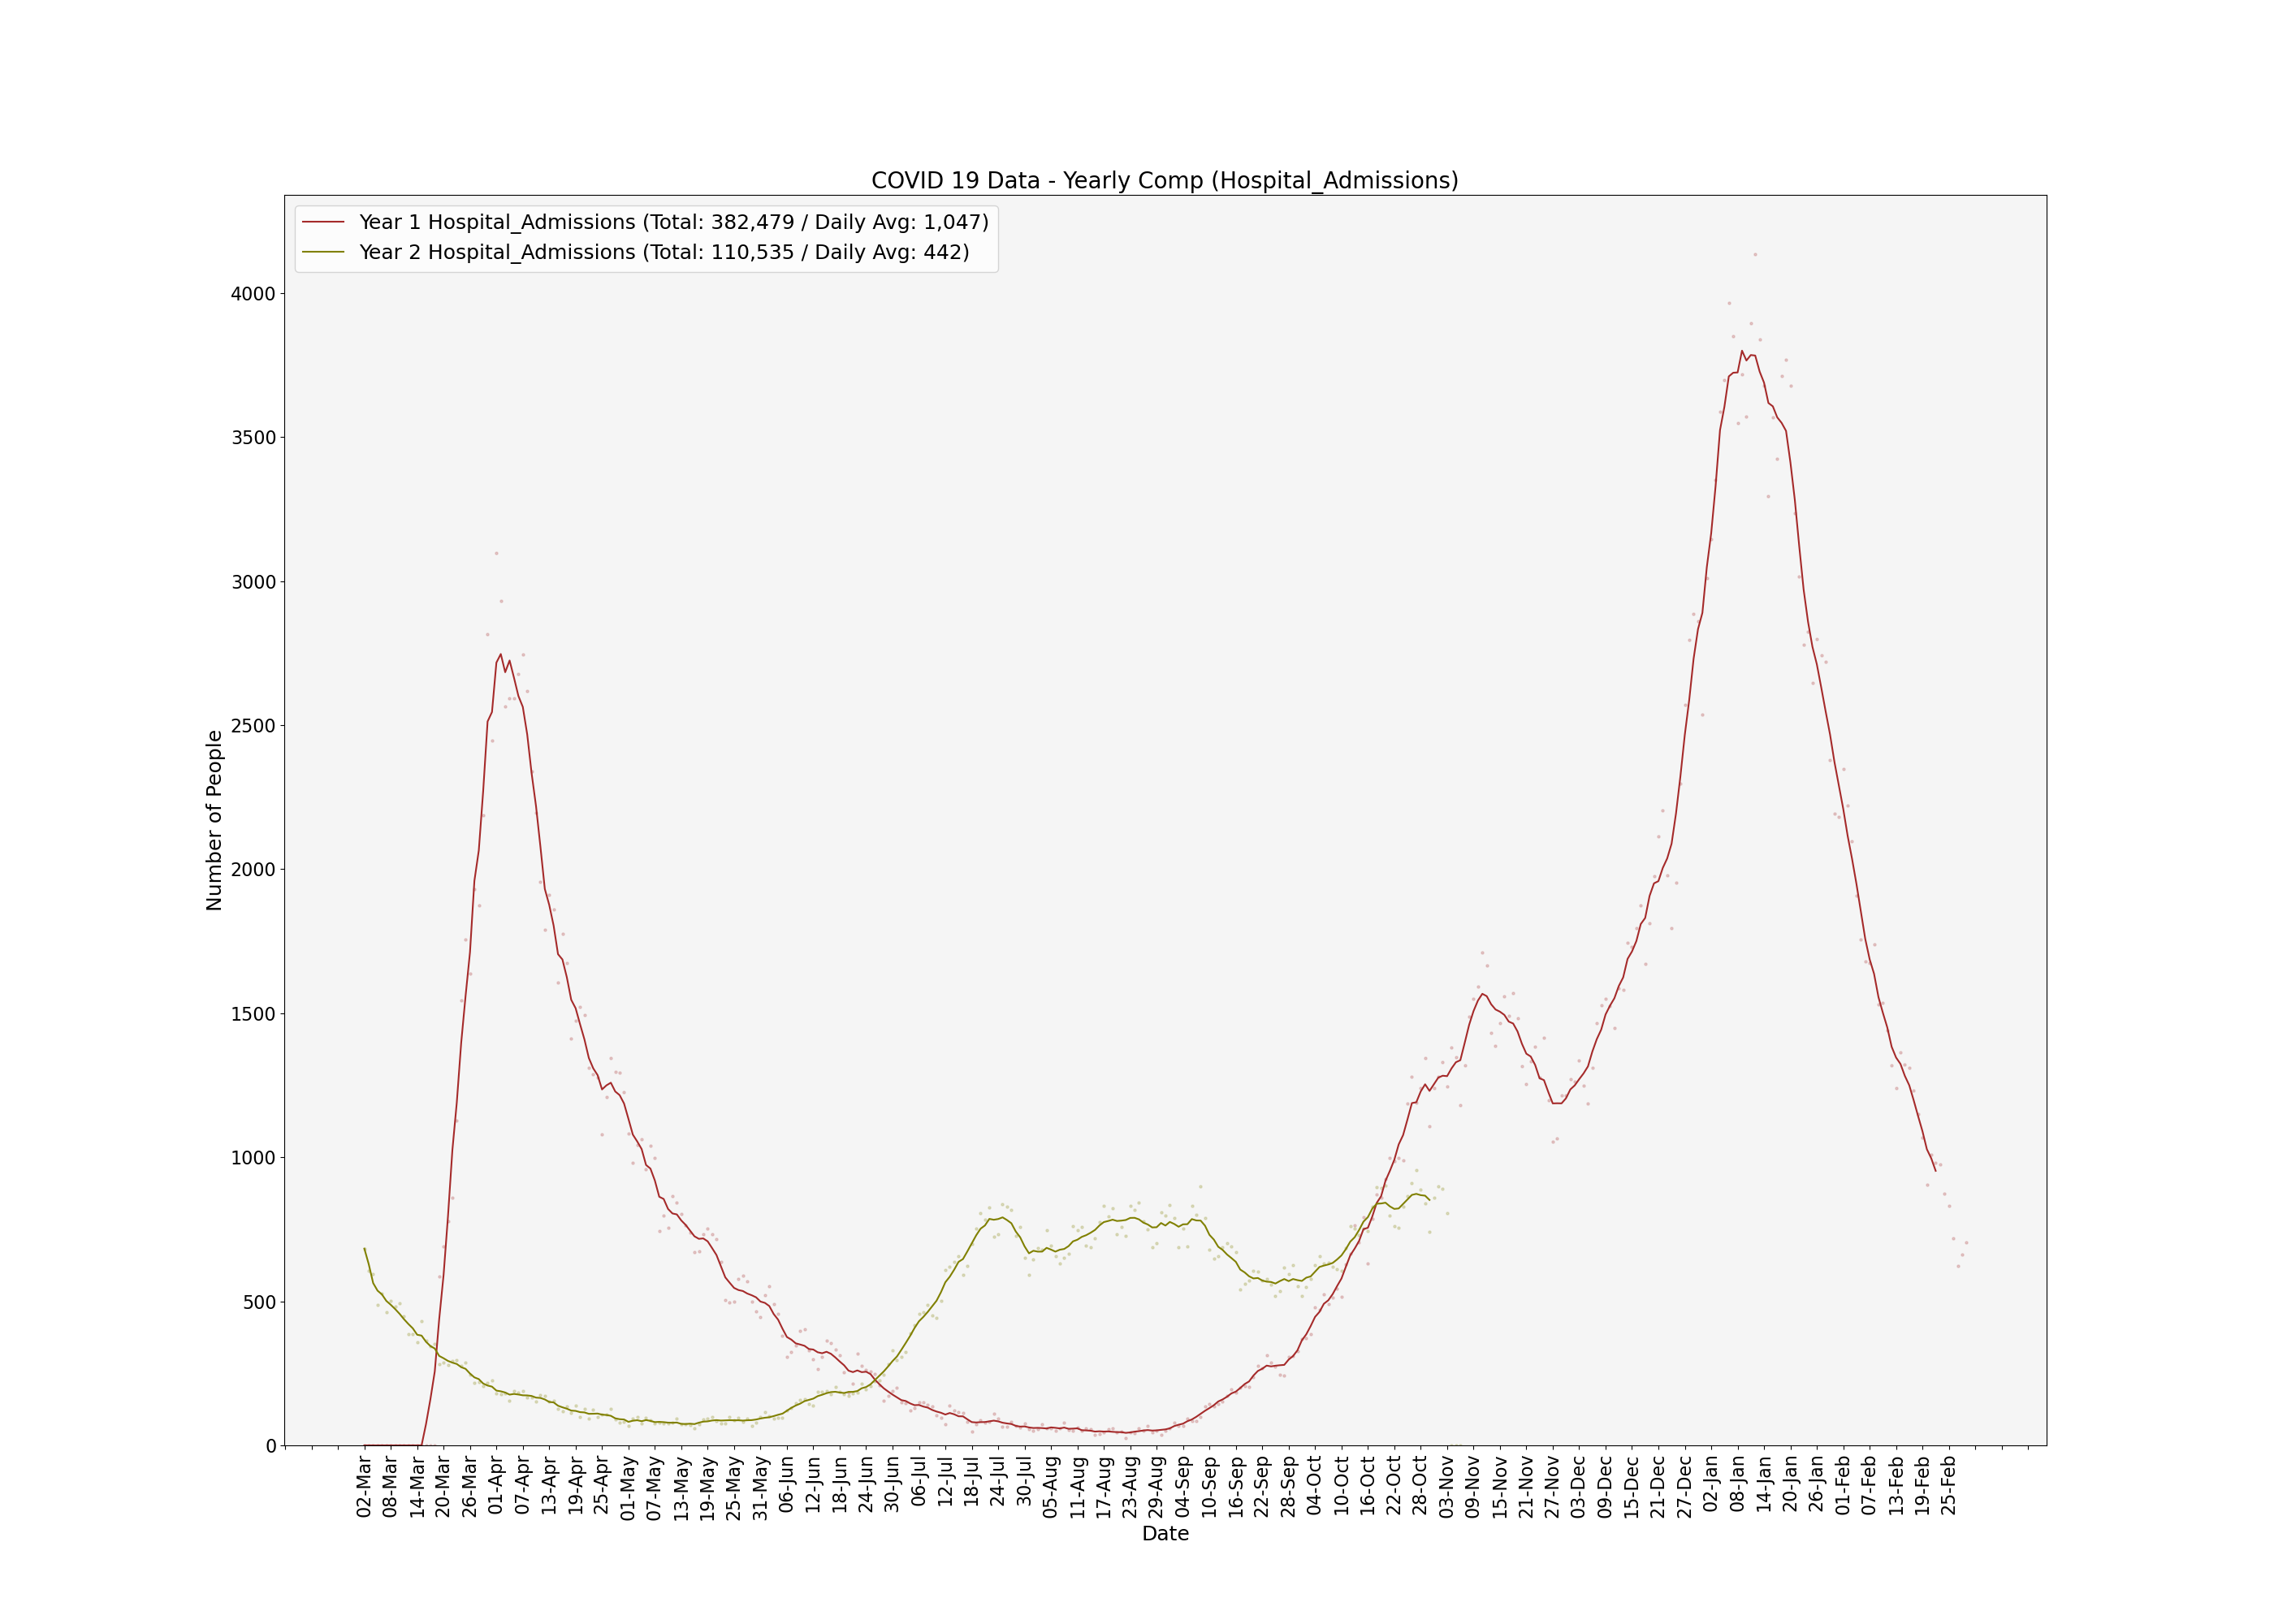 COVID 19 Data - Yearly Comp (Hospital_Admissions)
Year 1 Hospital_Admissions (Total: 382,479 / Daily Avg: 1,047)
Year 2 Hospital_Admissions (Total: 110,535 / Daily Avg: 442)
Number of People
4000
3500
3000
2500
2000
1500
1000
500
0
02-Mar
08-Mar
14-Mar
20-Mar
26-Mar
01-Apr
07-Apr
13-Apr
19-Apr
25-Apr
01-May
07-May
13-May
19-May
25-May
31-May
06-Jun
12-Jun
18-Jun
24-Jun
30-Jun
06-Jul
12-Jul
18-Jul
24-Jul
30-Jul
05-Aug
11-Aug
17-Aug
23-Aug
29-Aug
04-Sep
10-Sep
16-Sep
22-Sep
28-Sep
04-Oct
10-Oct
16-Oct
22-Oct
28-Oct
03-Nov
09-Nov
15-Nov
21-Nov
27-Nov
03-Dec
09-Dec
15-Dec
21-Dec
27-Dec
02-Jan
08-Jan
14-Jan
20-Jan
26-Jan
01-Feb
07-Feb
13-Feb
19-Feb
25-Feb
Date